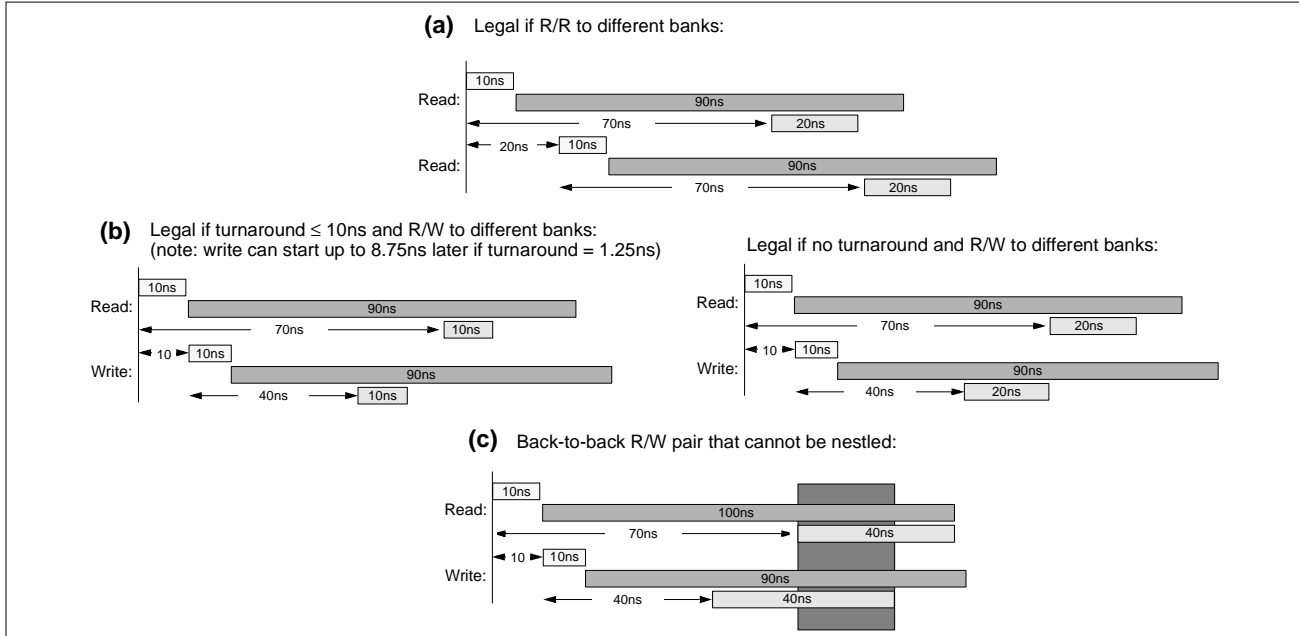 (a) Legal if R/R to different banks:
10ns
Read: 90ns
70ns 20ns
20ns 10ns
Read: 90ns
70ns 20ns
(b) Legal if turnaround ≤ 10ns and R/W to different banks:
(note: write can start up to 8.75ns later if turnaround = 1.25ns)
10ns
Read: 90ns
70ns 10ns
10 10ns
Write: 90ns
40ns 10ns
Legal if no turnaround and R/W to different banks:
10ns
Read: 90ns
70ns 20ns
10 10ns
Write: 90ns
40ns 20ns
(c) Back-to-back R/W pair that cannot be nestled:
10ns
Read: 100ns
70ns 40ns
10 10ns
Write: 90ns
40ns 40ns